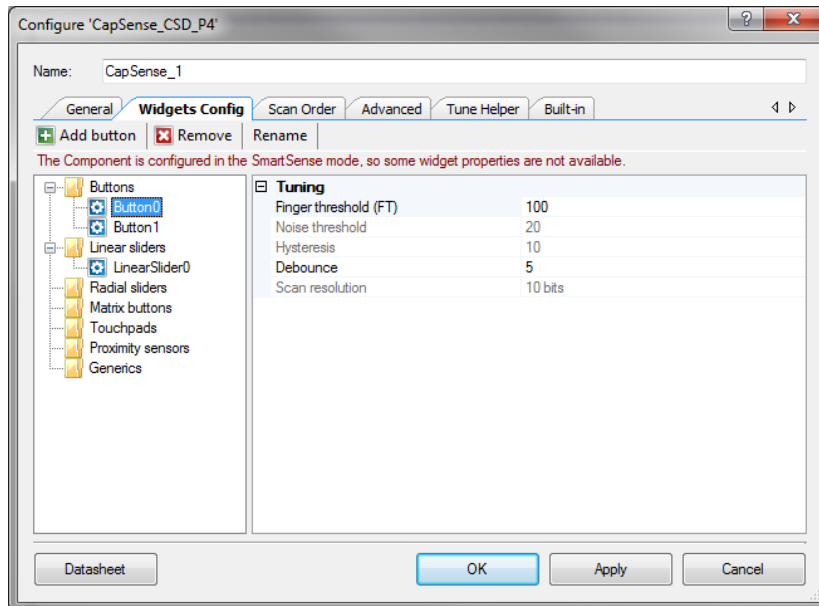 Configure 'CapSense_CSD_P4'
Name: CapSense_1
General Widgets Config Scan Order Advanced Tune Helper Built-in
Add button Remove Rename
The Component is configured in the SmartSense mode, so some widget properties are not available.
Buttons
Button0
Button1
Linear sliders
LinearSlider0
Radial sliders
Matrix buttons
Touchpads
Proximity sensors
Generics
Tuning
Finger threshold (FT) 100
Noise threshold 20
Hysteresis 10
Debounce 5
Scan resolution 10 bits
Datasheet OK Apply Cancel